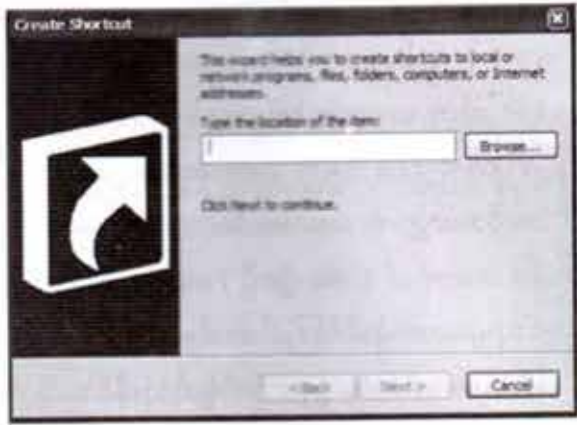 Create Shortcut
This wizard helps you to create shortcuts to local or
network programs, files, folders, computers, or Internet
addresses.
Type the location of the item:
Browse...
Click Next to continue.
< Back
Next >
Cancel